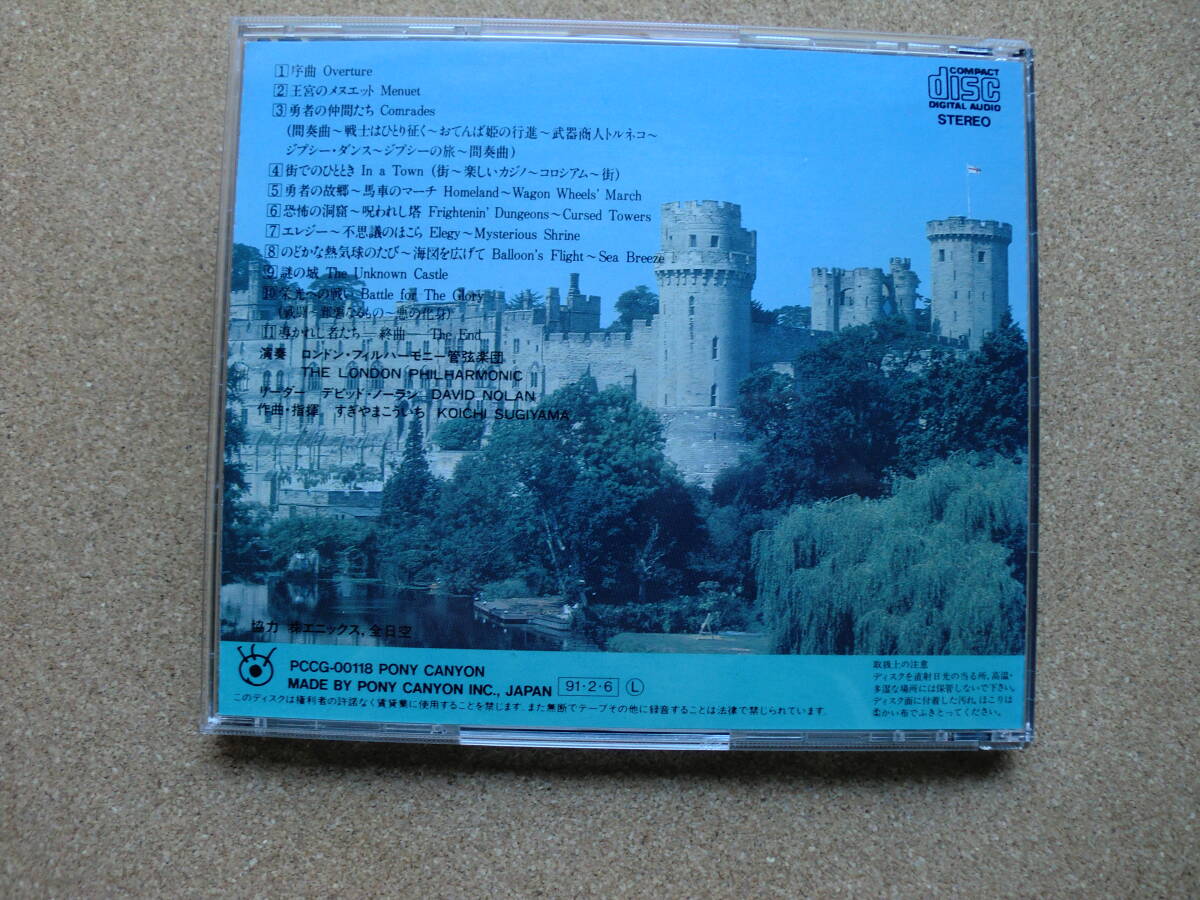 1 序曲 Overture
2 王宮のメヌエット Menuet
3 勇者の仲間たち Comrades
(間奏曲〜戦士はひとり征く〜おてんば姫の行進〜武器商人トルネコ〜
ジプシー・ダンス〜ジプシーの旅〜間奏曲)
4 街でのひととき In a Town (街〜楽しいカジノ〜コロシアム〜街)
5 勇者の故郷〜馬車のマーチ Homeland〜Wagon Wheels' March
6 恐怖の洞窟〜呪われし塔 Frightenin' Dungeons〜Cursed Towers
7 エレジー〜不思議のほこら Elegy〜Mysterious Shrine
8 のどかな熱気球のたび〜海図を広げて Balloon's Flight〜Sea Breeze
9 謎の城 The Unknown Castle
10 栄光への戦い Battle for The Glory
(戦闘〜邪悪なるもの〜悪の化身)
11 導かれし者たち—終曲— The End
演奏 ロンドン・フィルハーモニー管弦楽団
THE LONDON PHILHARMONIC
リーダー デビッド・ノーラン DAVID NOLAN
作曲・指揮 すぎやまこういち KOICHI SUGIYAMA
COMPACT
disc
DIGITAL AUDIO
STEREO
協力 ㈱エニックス, 全日空
PCCG-00118 PONY CANYON
MADE BY PONY CANYON INC., JAPAN 91・2・6 Ⓛ
このディスクは権利者の許諾なく賃貸業に使用することを禁じます。また無断でテープその他に録音することは法律で禁じられています。
取扱上の注意
ディスクを直射日光の当る所、高温・
多湿な場所には保管しないで下さい。
ディスク面に付着した汚れ、ほこりは
柔かい布でふきとってください。